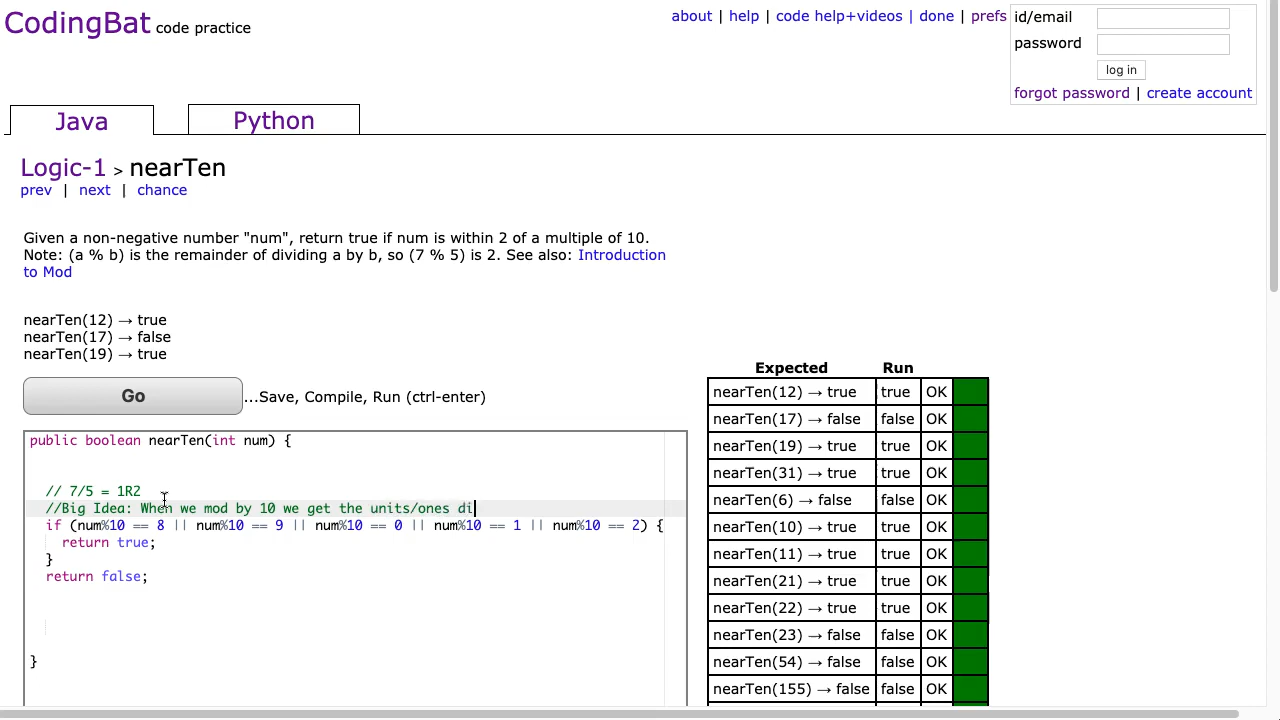 CodingBat code practice
about | help | code help+videos | done | prefs
id/email
password
log in
forgot password | create account
Java
Python
Logic-1 > nearTen
prev | next | chance
Given a non-negative number "num", return true if num is within 2 of a multiple of 10.
Note: (a % b) is the remainder of dividing a by b, so (7 % 5) is 2. See also: Introduction
to Mod
nearTen(12) → true
nearTen(17) → false
nearTen(19) → true
Go
...Save, Compile, Run (ctrl-enter)
public boolean nearTen(int num) {
// 7/5 = 1R2
//Big Idea: When we mod by 10 we get the units/ones di
if (num%10 == 8 || num%10 == 9 || num%10 == 0 || num%10 == 1 || num%10 == 2) {
return true;
}
return false;
}
Expected Run
nearTen(12) → true true OK
nearTen(17) → false false OK
nearTen(19) → true true OK
nearTen(31) → true true OK
nearTen(6) → false false OK
nearTen(10) → true true OK
nearTen(11) → true true OK
nearTen(21) → true true OK
nearTen(22) → true true OK
nearTen(23) → false false OK
nearTen(54) → false false OK
nearTen(155) → false false OK